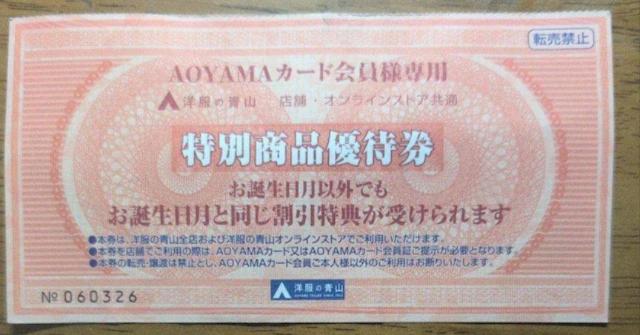 転売禁止
AOYAMAカード会員様専用
洋服の青山 店舗・オンラインストア共通
特別商品優待券
お誕生日月以外でも
お誕生日月と同じ割引特典が受けられます
●本券は、洋服の青山全店および洋服の青山オンラインストアでご利用いただけます。
●本券を店舗でご利用の際は、AOYAMAカード又はAOYAMAカード会員証ご提示が必要となります。
●本券の転売・譲渡は禁止とし、AOYAMAカード会員ご本人様以外のご利用はお断りいたします。
№060326
洋服の青山